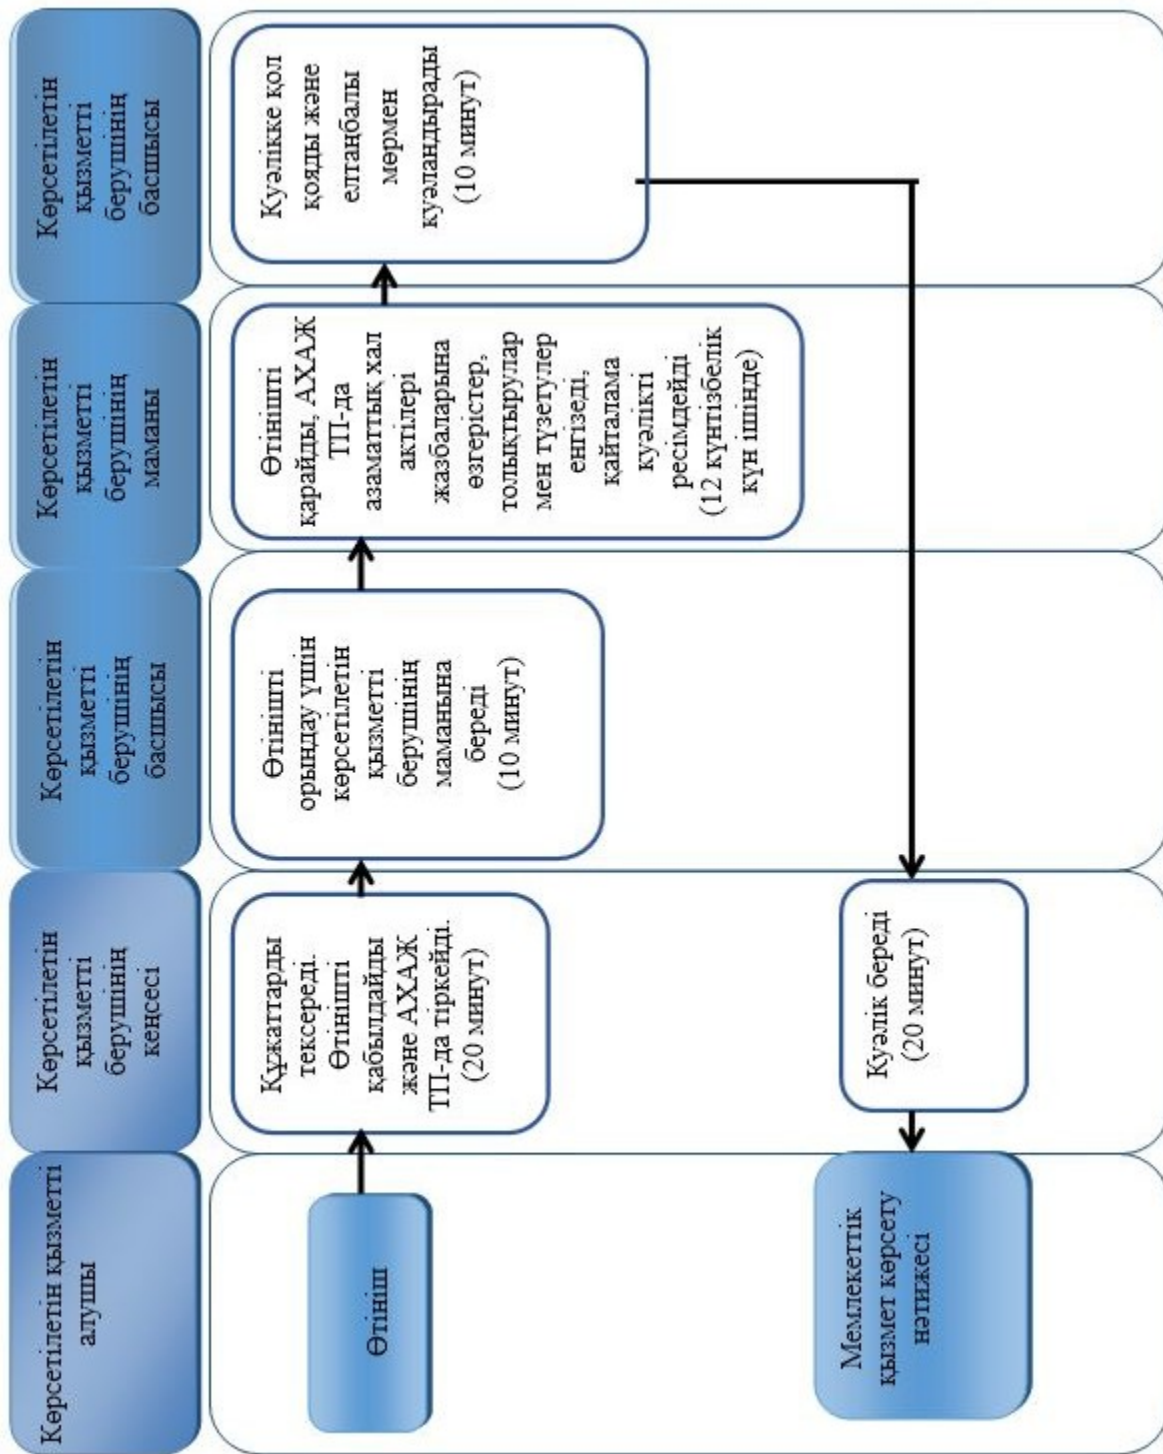 Көрсетілетін қызметті
алушы
Көрсетілетін
қызметті
берушінің
кеңсесі
Көрсетілетін
қызметті
берушінің
басшысы
Көрсетілетін
қызметті
берушінің
маманы
Көрсетілетін
қызметті
берушінің
басшысы
Өтініш
Құжаттарды
тексереді.
Өтінішті
қабылдайды
және АХАЖ
ТП-да тіркейді.
(20 минут)
Өтінішті
орындау үшін
көрсетілетін
қызметті
берушінің
маманына
береді
(10 минут)
Өтінішті
қарайды, АХАЖ
ТП-да
азаматтық хал
актілері
жазбаларына
өзгерістер,
толықтырулар
мен түзетулер
енгізеді,
қайталама
куәлікті
ресімдейді
(12 күнтізбелік
күн ішінде)
Куәлікке қол
қояды және
елтаңбалы
мөрмен
куәландырады
(10 минут)
Мемлекеттік
қызмет көрсету
нәтижесі
Куәлік береді
(20 минут)